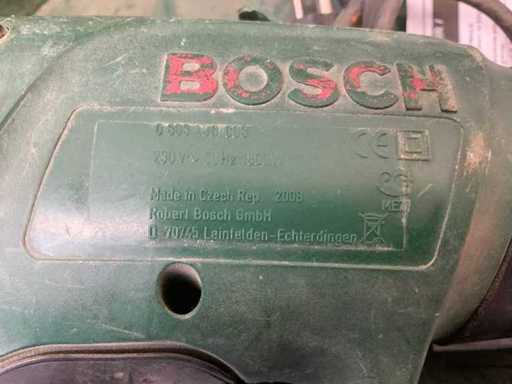 BOSCH
230 V
Made in Czech Rep. 2008
Robert Bosch GmbH
D-70745 Leinfelden-Echterdingen
CE